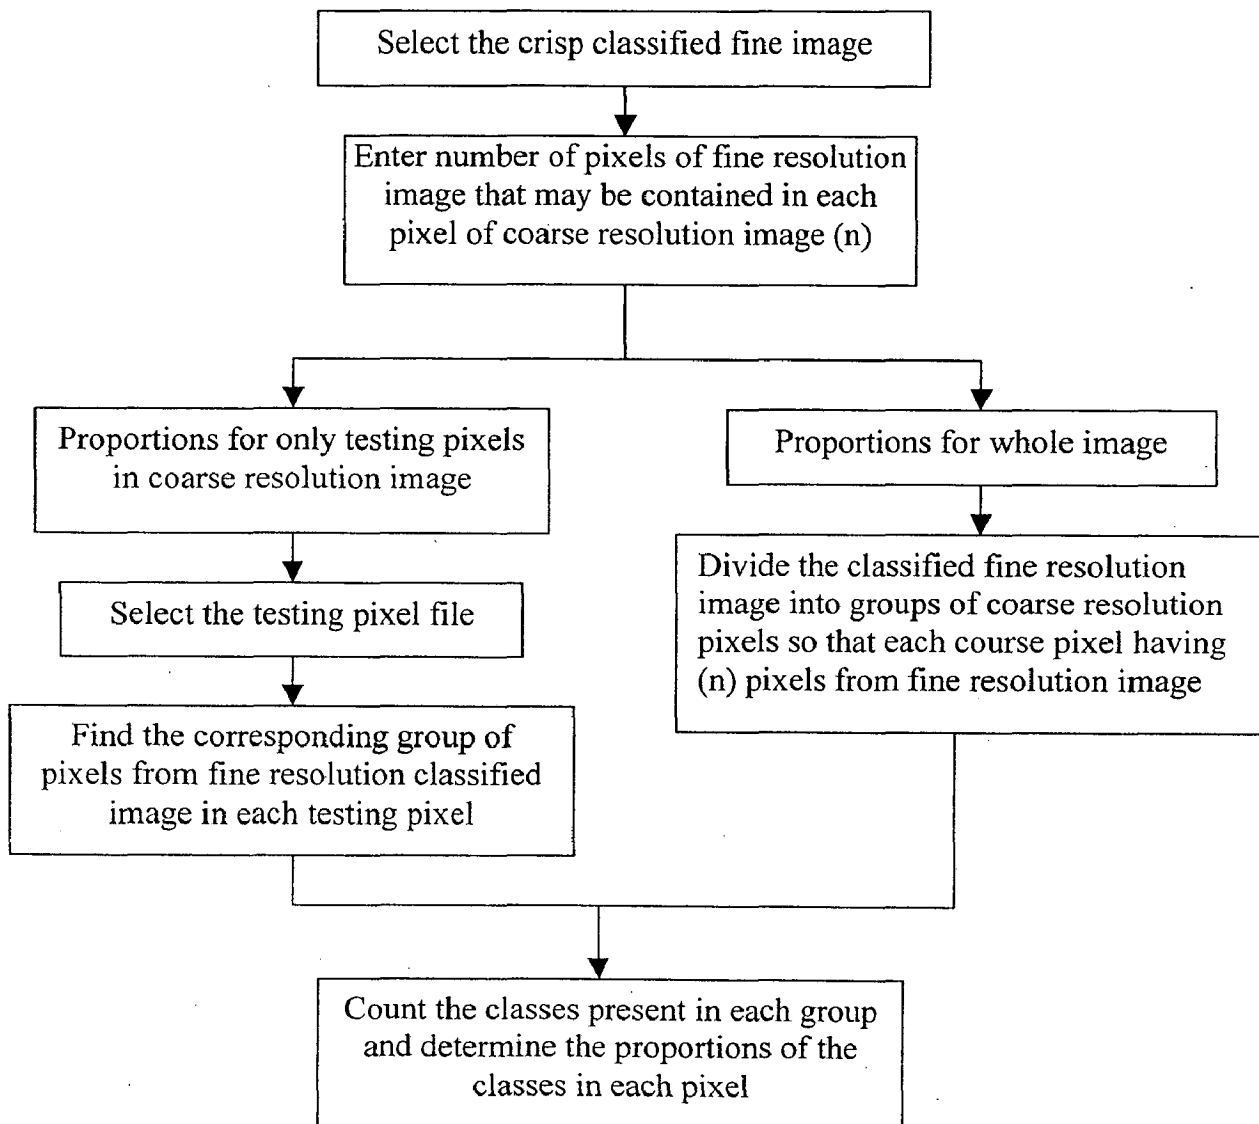 Select the crisp classified fine image
Enter number of pixels of fine resolution
image that may be contained in each
pixel of coarse resolution image (n)
Proportions for only testing pixels
in coarse resolution image
Proportions for whole image
Select the testing pixel file
Divide the classified fine resolution
image into groups of coarse resolution
pixels so that each course pixel having
(n) pixels from fine resolution image
Find the corresponding group of
pixels from fine resolution classified
image in each testing pixel
Count the classes present in each group
and determine the proportions of the
classes in each pixel